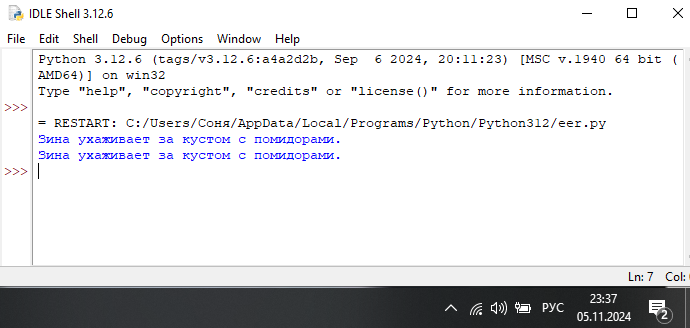 IDLE Shell 3.12.6
File Edit Shell Debug Options Window Help
Python 3.12.6 (tags/v3.12.6:a4a2d2b, Sep  6 2024, 20:11:23) [MSC v.1940 64 bit (
AMD64)] on win32
Type "help", "copyright", "credits" or "license()" for more information.
>>>
= RESTART: C:/Users/Соня/AppData/Local/Programs/Python/Python312/eer.py
Зина ухаживает за кустом с помидорами.
Зина ухаживает за кустом с помидорами.
>>>
Ln: 7 Col:
РУС 23:37
05.11.2024 2